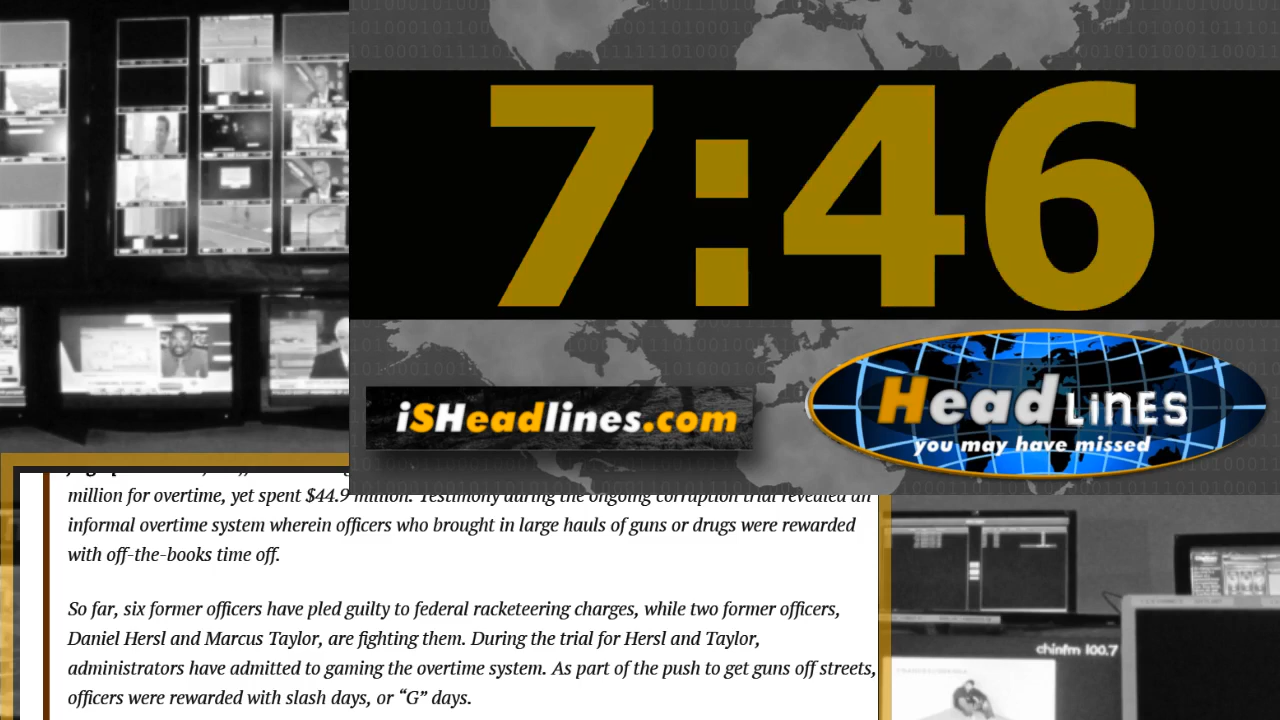 7:46
iSHeadlines.com
HeadLINES
you may have missed
million for overtime, yet spent $44.9 million. Testimony during the ongoing corruption trial revealed an
informal overtime system wherein officers who brought in large hauls of guns or drugs were rewarded
with off-the-books time off.
So far, six former officers have pled guilty to federal racketeering charges, while two former officers,
Daniel Hersl and Marcus Taylor, are fighting them. During the trial for Hersl and Taylor,
administrators have admitted to gaming the overtime system. As part of the push to get guns off streets,
officers were rewarded with slash days, or “G” days.
chinfm 100.7